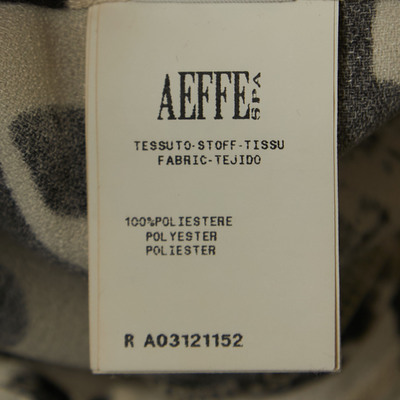 AEFFE SPA
TESSUTO-STOFF-TISSU
FABRIC-TEJIDO
100%POLIESTERE
POLYESTER
POLIESTER
R A03121152